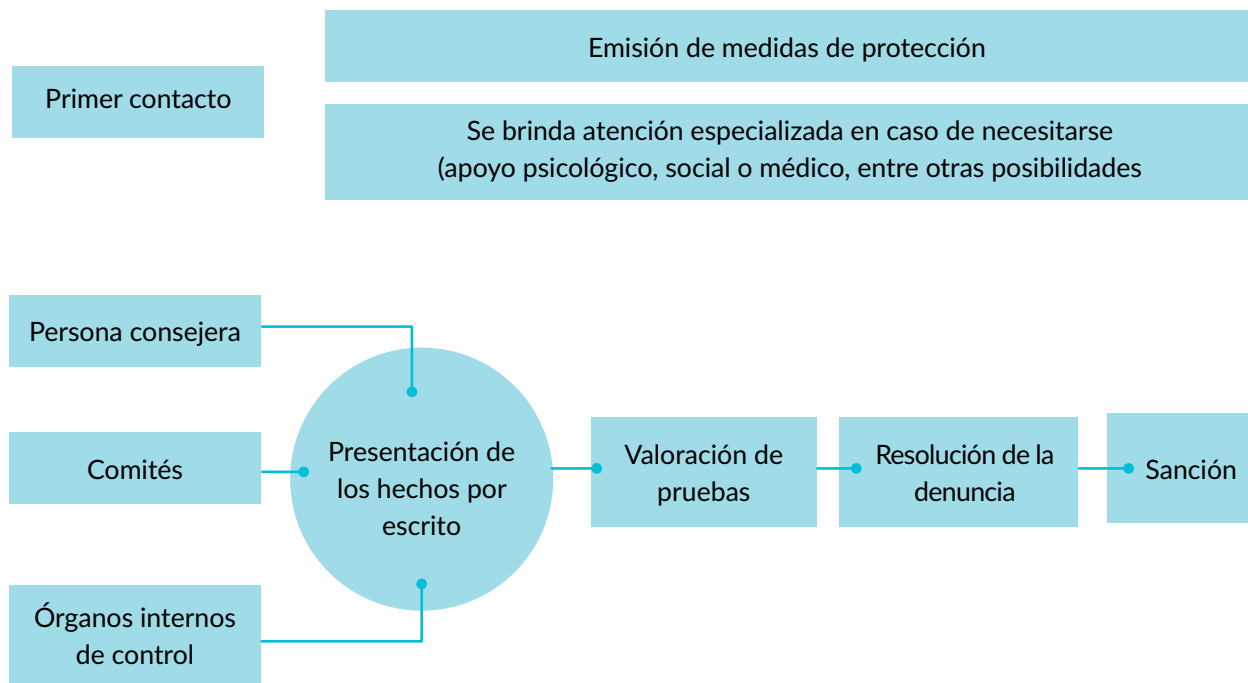 Primer contacto
Emisión de medidas de protección
Se brinda atención especializada en caso de necesitarse
(apoyo psicológico, social o médico, entre otras posibilidades
Persona consejera
Comités
Órganos internos
de control
Presentación de
los hechos por
escrito
Valoración de
pruebas
Resolución de la
denuncia
Sanción